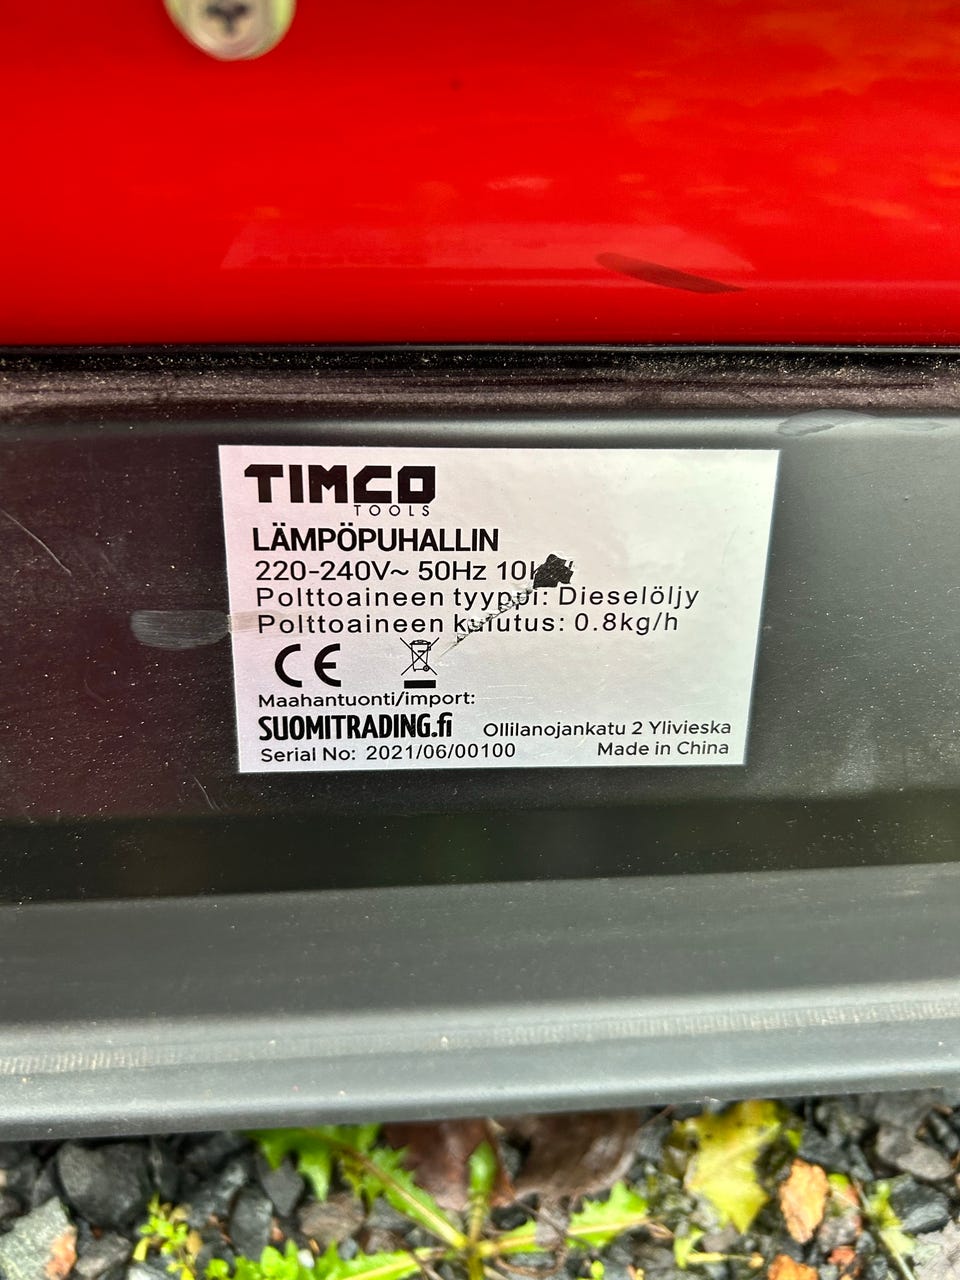 TIMCO
TOOLS
LÄMPÖPUHALLIN
220-240V~ 50Hz
Polttoaineen tyyppi: Dieselöljy
Polttoaineen kulutus: 0.8kg/h
CE
Maahantuonti/import:
SUOMITRADING.fi Ollilanojankatu 2 Ylivieska
Serial No: 2021/06/00100 Made in China